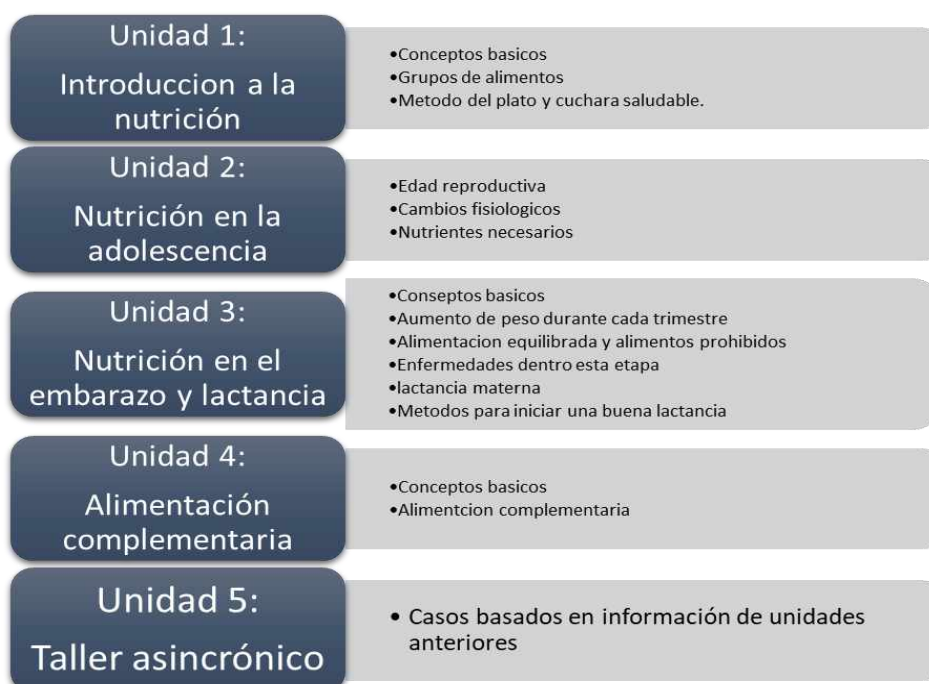 Unidad 1:
Introduccion a la
nutrición
•Conceptos basicos
•Grupos de alimentos
•Metodo del plato y cuchara saludable.
Unidad 2:
Nutrición en la
adolescencia
•Edad reproductiva
•Cambios fisiologicos
•Nutrientes necesarios
Unidad 3:
Nutrición en el
embarazo y lactancia
•Conseptos basicos
•Aumento de peso durante cada trimestre
•Alimentacion equilibrada y alimentos prohibidos
•Enfermedades dentro esta etapa
•lactancia materna
•Metodos para iniciar una buena lactancia
Unidad 4:
Alimentación
complementaria
•Conceptos basicos
•Alimentcion complementaria
Unidad 5:
Taller asincrónico
• Casos basados en información de unidades
anteriores